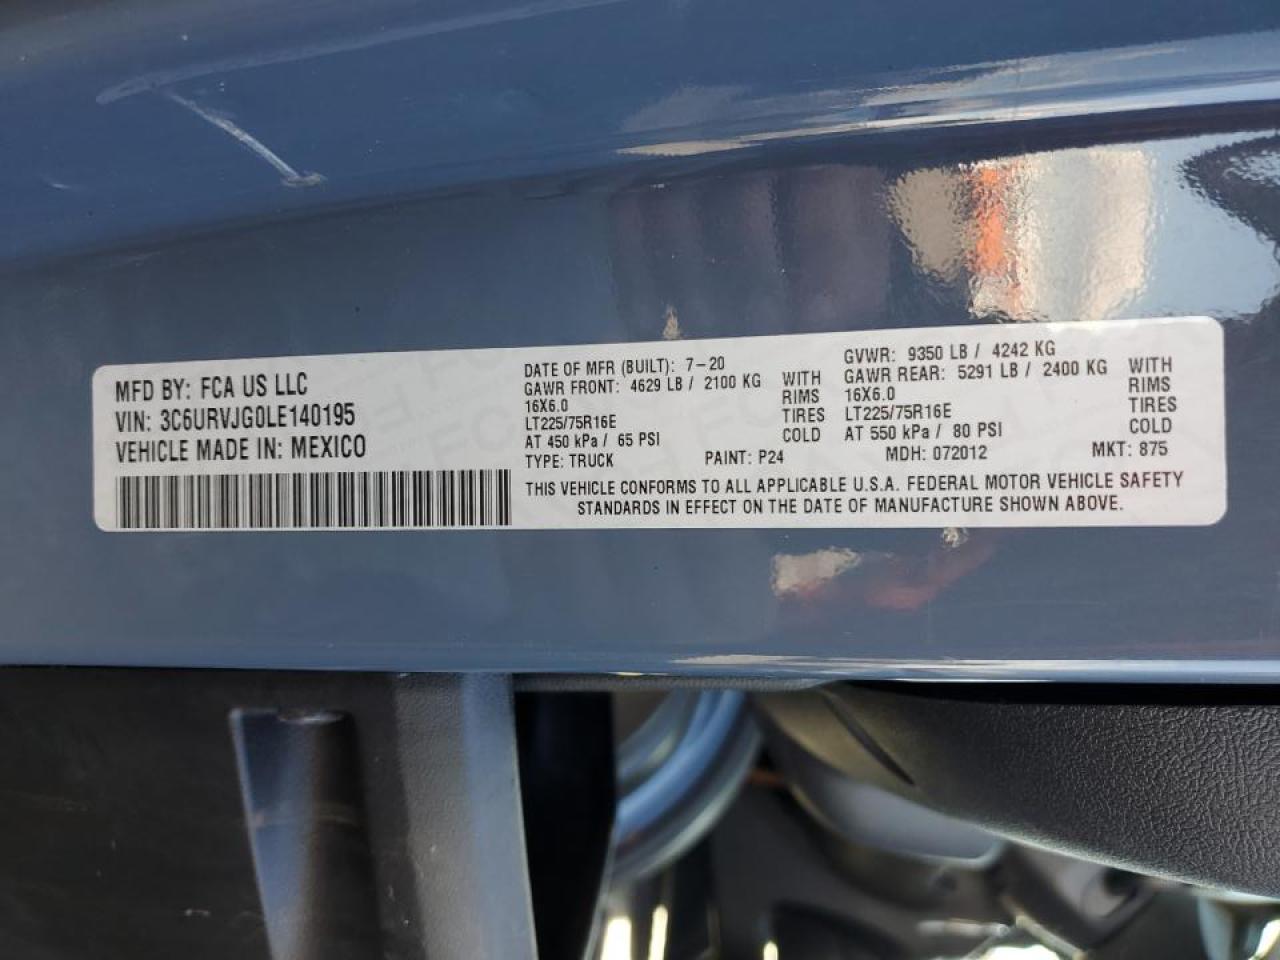 MFD BY: FCA US LLC
VIN: 3C6URVJG0LE140195
VEHICLE MADE IN: MEXICO
DATE OF MFR (BUILT): 7-20
GAWR FRONT: 4629 LB / 2100 KG WITH
16X6.0 RIMS
LT225/75R16E TIRES
AT 450 kPa / 65 PSI COLD
TYPE: TRUCK PAINT: P24
GVWR: 9350 LB / 4242 KG
GAWR REAR: 5291 LB / 2400 KG WITH
16X6.0 RIMS
LT225/75R16E TIRES
AT 550 kPa / 80 PSI COLD
MDH: 072012 MKT: 875
THIS VEHICLE CONFORMS TO ALL APPLICABLE U.S.A. FEDERAL MOTOR VEHICLE SAFETY
STANDARDS IN EFFECT ON THE DATE OF MANUFACTURE SHOWN ABOVE.